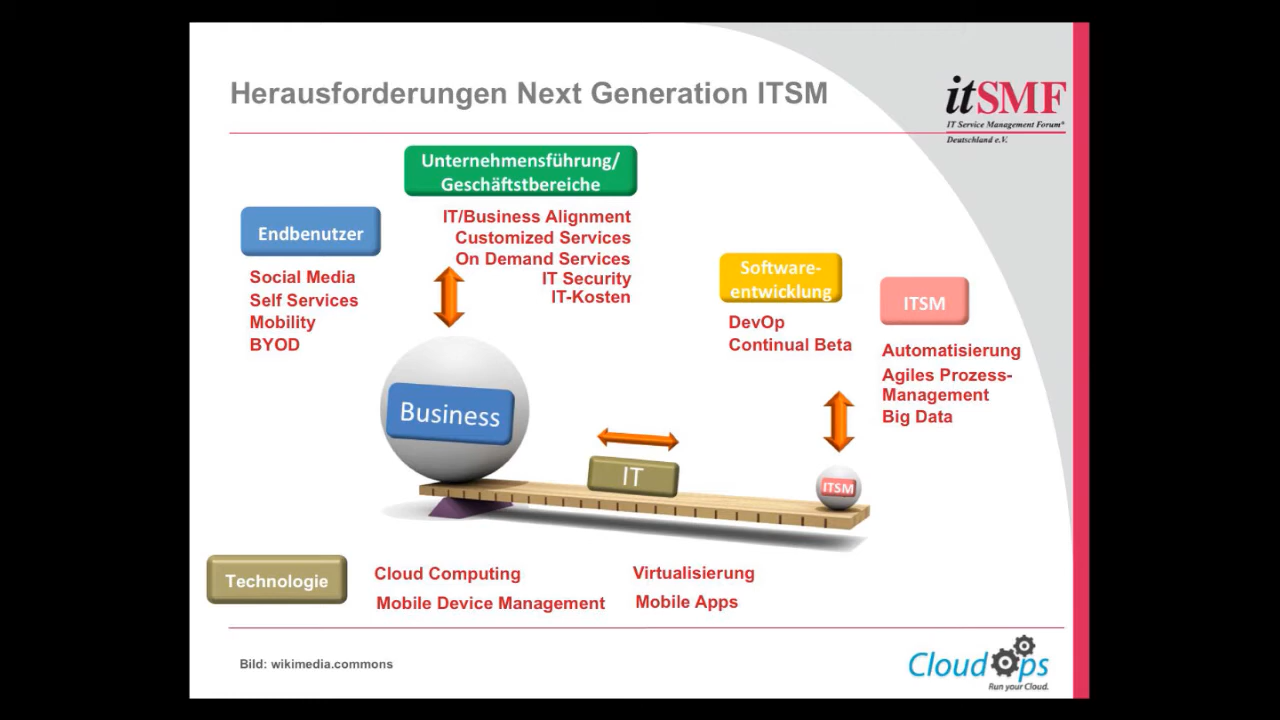 Herausforderungen Next Generation ITSM
itSMF
IT Service Management Forum®
Deutschland e.V.
Unternehmensführung/
Geschäftstbereiche
IT/Business Alignment
Customized Services
On Demand Services
IT Security
IT-Kosten
Endbenutzer
Social Media
Self Services
Mobility
BYOD
Software-
entwicklung
DevOp
Continual Beta
ITSM
Automatisierung
Agiles Prozess-
Management
Big Data
Business
IT
ITSM
Technologie
Cloud Computing
Virtualisierung
Mobile Device Management
Mobile Apps
Bild: wikimedia.commons
CloudOps
Run your Cloud.